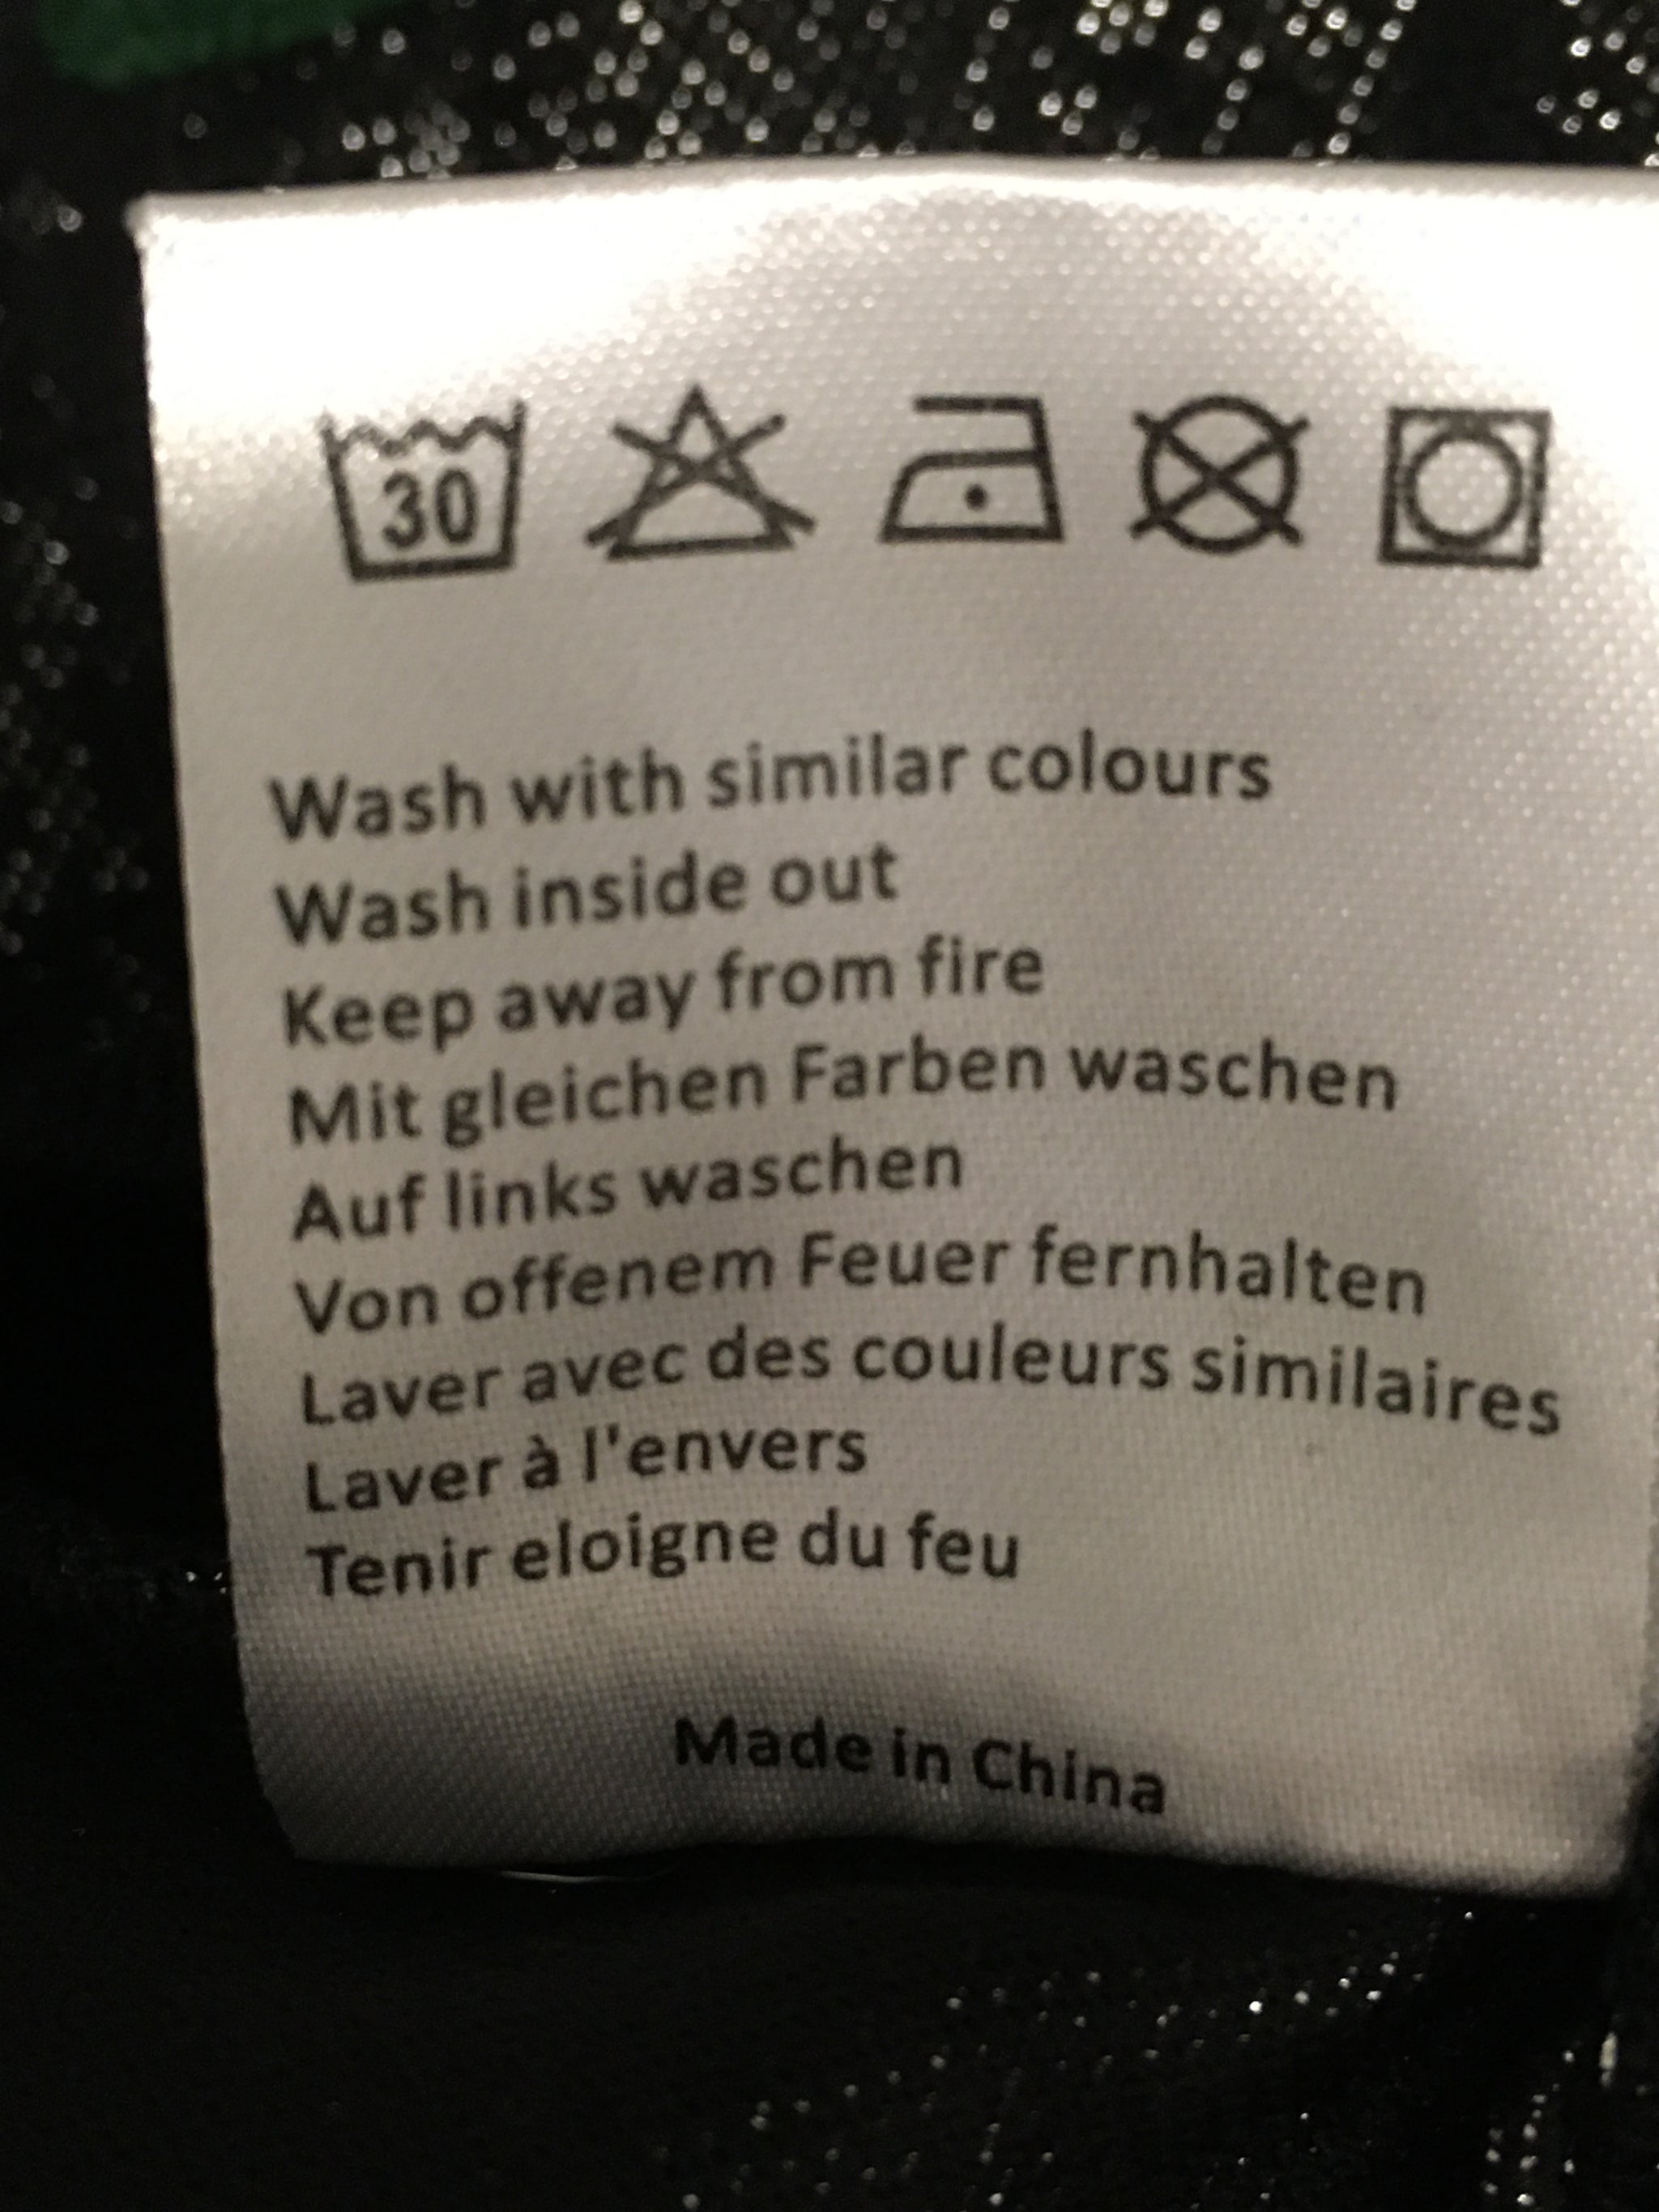 30
Wash with similar colours
Wash inside out
Keep away from fire
Mit gleichen Farben waschen
Auf links waschen
Von offenem Feuer fernhalten
Laver avec des couleurs similaires
Laver à l'envers
Tenir eloigne du feu
Made in China